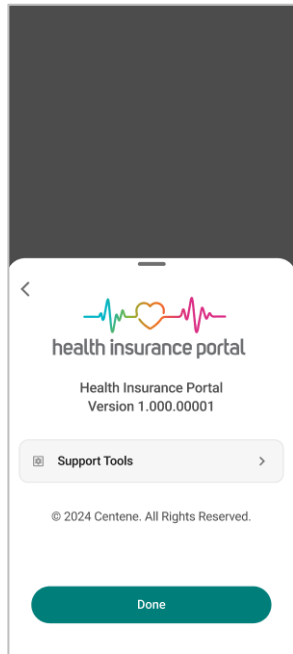 health insurance portal
Health Insurance Portal
Version 1.000.00001
Support Tools
© 2024 Centene. All Rights Reserved.
Done